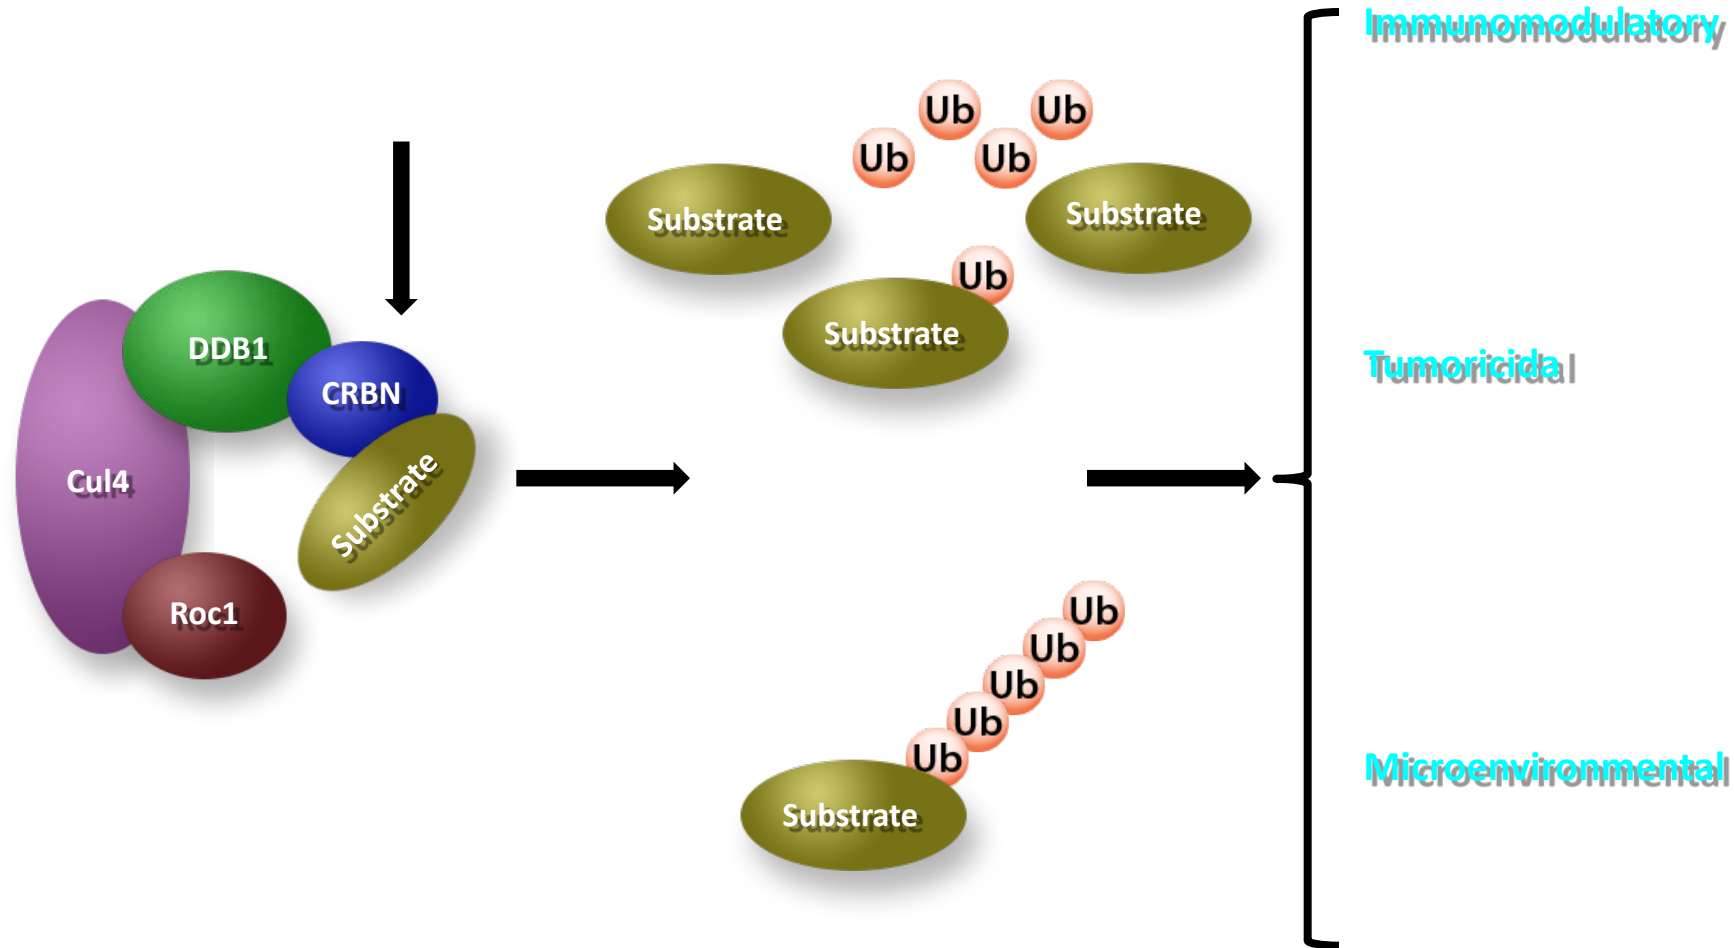 Immunomodulatory
Ub
Ub
Ub
Ub
Substrate
Substrate
Ub
Substrate
DDB1
CRBN
Tumoricidal
Cul4
Substrate
Roc1
Ub
Ub
Ub
Ub
Ub
Substrate
Microenvironmental